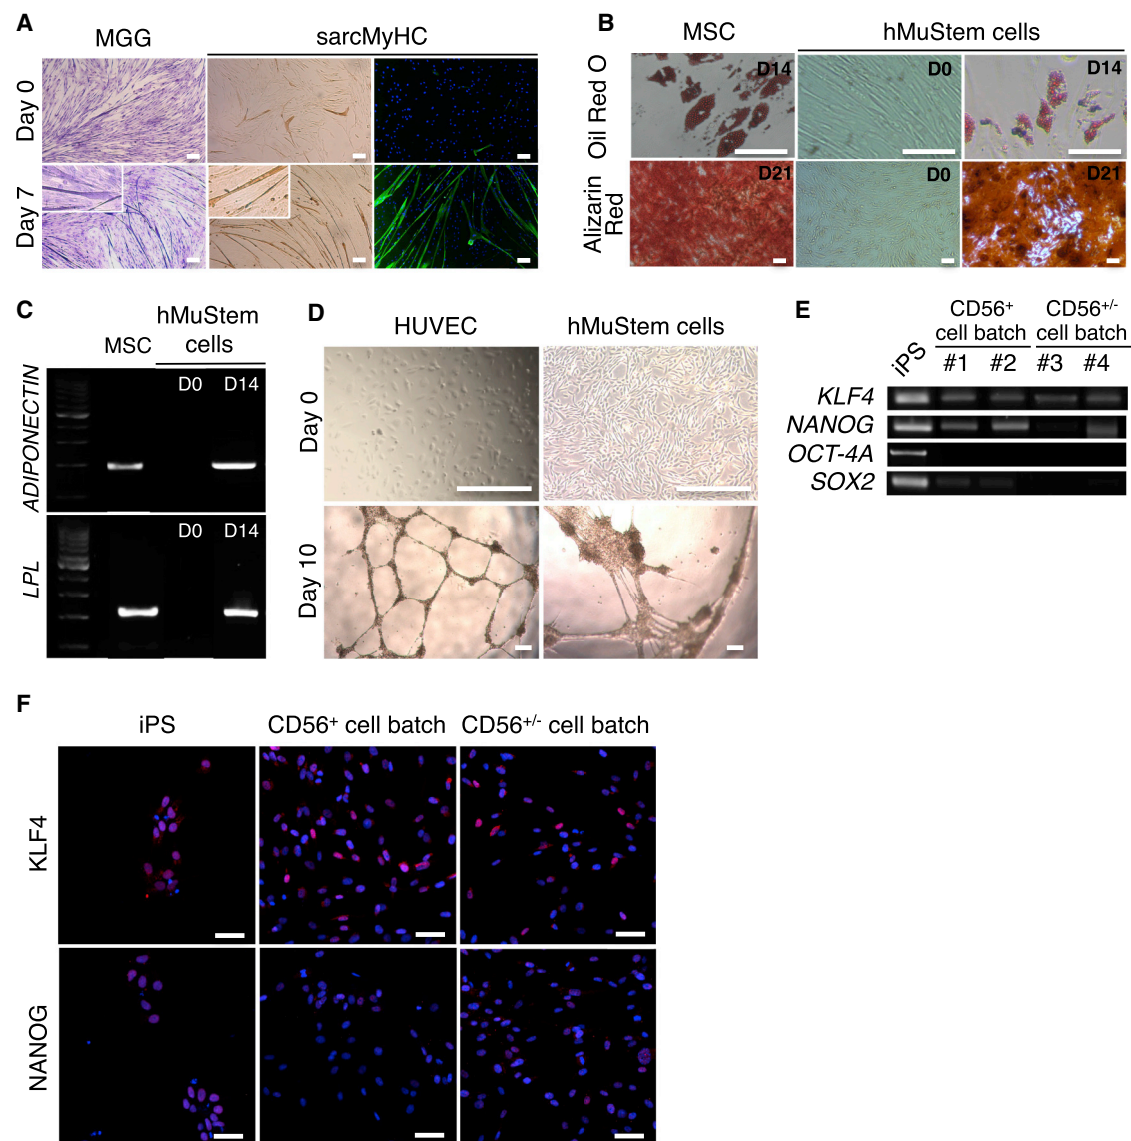 A
MGG
sarcMyHC
Day 0
Day 7
B
MSC
hMuStem cells
Oil Red O
D14
D0
D14
Alizarin
Red
D21
D0
D21
C
MSC
hMuStem
cells
ADIPONECTIN
D0
D14
LPL
D0
D14
D
HUVEC
hMuStem cells
Day 0
Day 10
E
iPS
CD56+
cell batch
CD56+/-
cell batch
#1
#2
#3
#4
KLF4
NANOG
OCT-4A
SOX2
F
iPS
CD56+ cell batch
CD56+/- cell batch
KLF4
NANOG